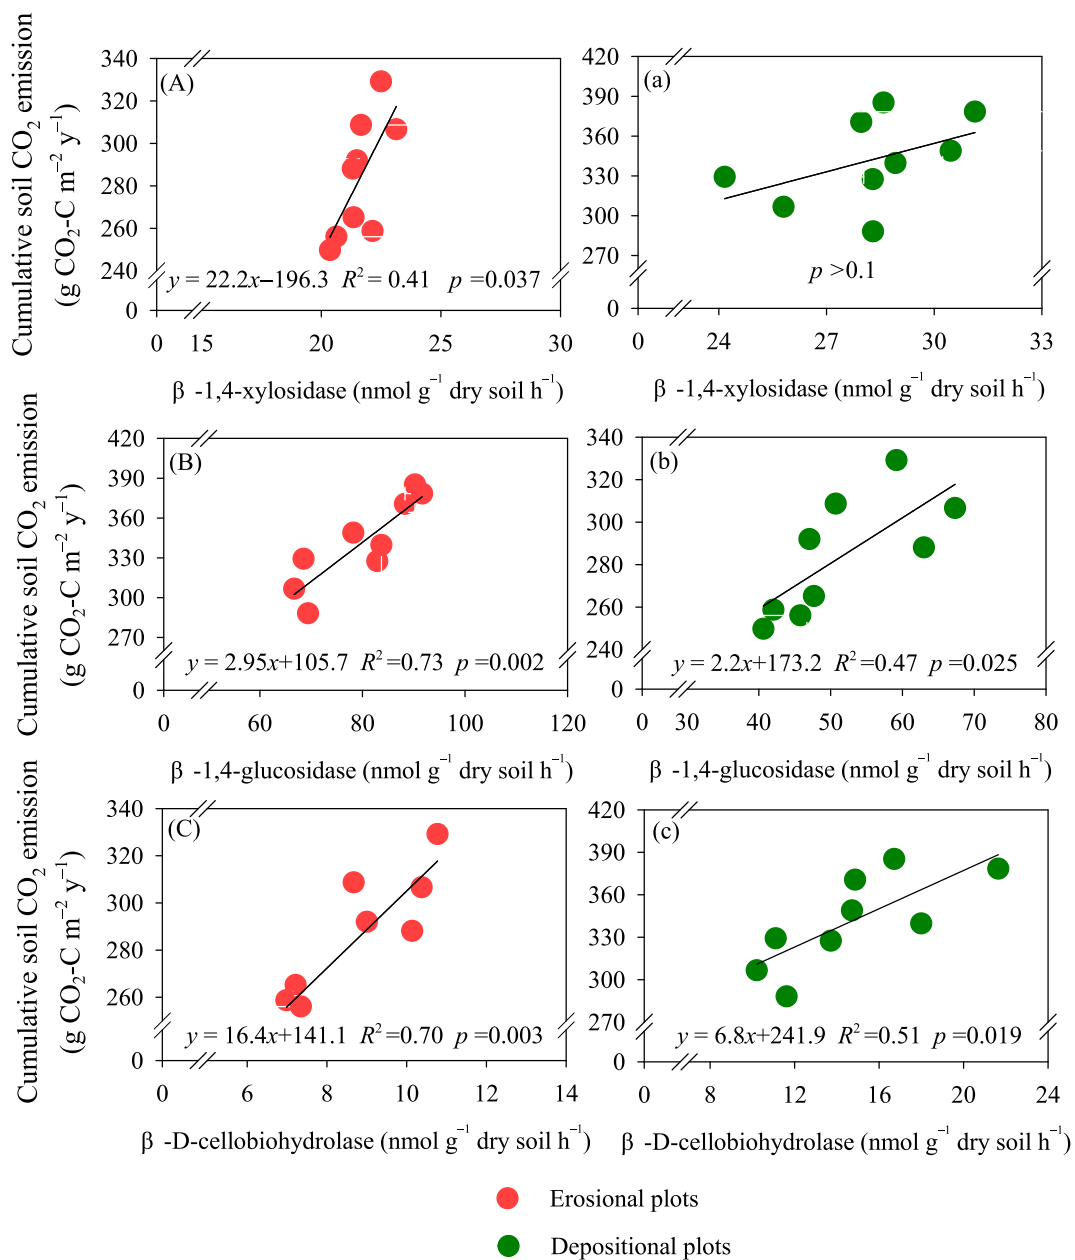 Cumulative soil CO₂ emission
(g CO₂-C m⁻² y⁻¹)
340
320
300
280
260
240
0
(A)
y = 22.2x−196.3 R² = 0.41 p =0.037
0 15 20 25 30
β -1,4-xylosidase (nmol g⁻¹ dry soil h⁻¹)
420
390
360
330
300
270
0
(a)
p >0.1
0 24 27 30 33
β -1,4-xylosidase (nmol g⁻¹ dry soil h⁻¹)
Cumulative soil CO₂ emission
(g CO₂-C m⁻² y⁻¹)
420
390
360
330
300
270
0
(B)
y = 2.95x+105.7 R² =0.73 p =0.002
0 60 80 100 120
β -1,4-glucosidase (nmol g⁻¹ dry soil h⁻¹)
340
320
300
280
260
240
0
(b)
y = 2.2x+173.2 R² =0.47 p =0.025
0 30 40 50 60 70 80
β -1,4-glucosidase (nmol g⁻¹ dry soil h⁻¹)
Cumulative soil CO₂ emission
(g CO₂-C m⁻² y⁻¹)
340
320
300
280
260
0
(C)
y = 16.4x+141.1 R² =0.70 p =0.003
0 6 8 10 12 14
β -D-cellobiohydrolase (nmol g⁻¹ dry soil h⁻¹)
420
390
360
330
300
270
0
(c)
y = 6.8x+241.9 R² =0.51 p =0.019
0 8 12 16 20 24
β -D-cellobiohydrolase (nmol g⁻¹ dry soil h⁻¹)
Erosional plots
Depositional plots